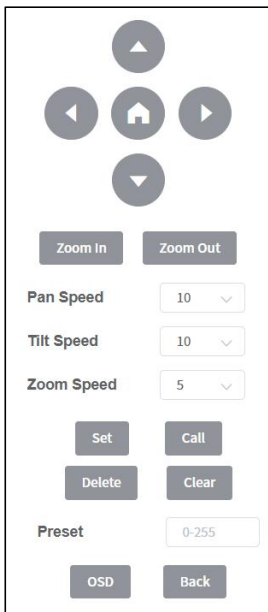 Zoom In Zoom Out
Pan Speed 10
Tilt Speed 10
Zoom Speed 5
Set Call
Delete Clear
Preset 0-255
OSD Back